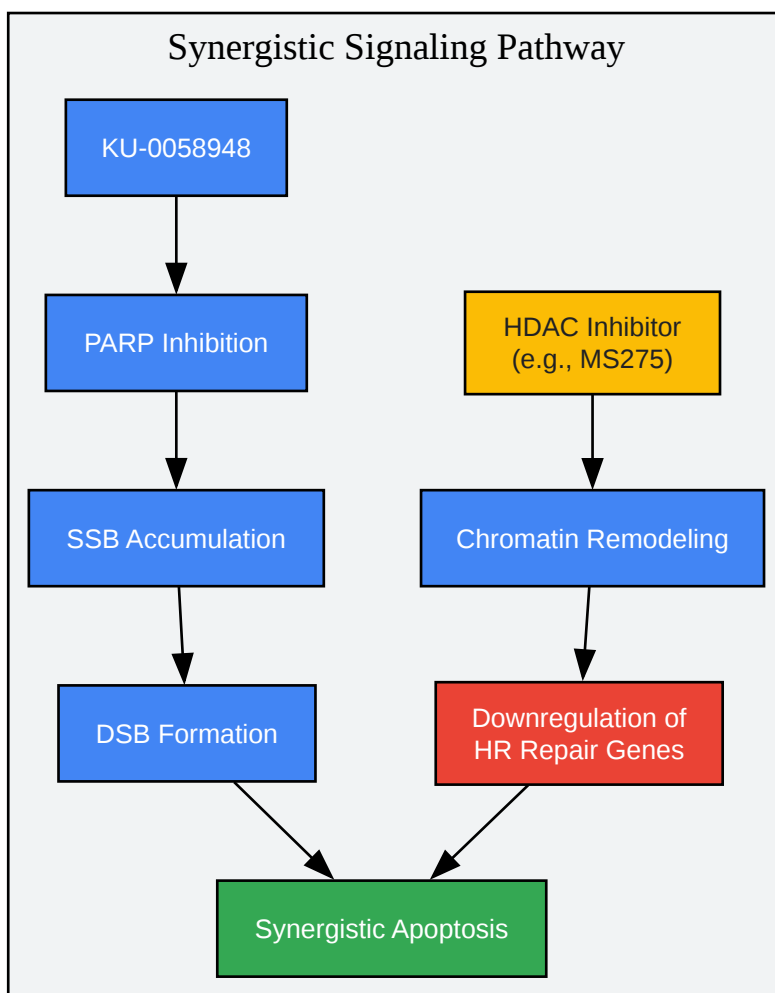 Synergistic Signaling Pathway
KU-0058948
PARP Inhibition
HDAC Inhibitor
(e.g., MS275)
SSB Accumulation
Chromatin Remodeling
DSB Formation
Downregulation of
HR Repair Genes
Synergistic Apoptosis